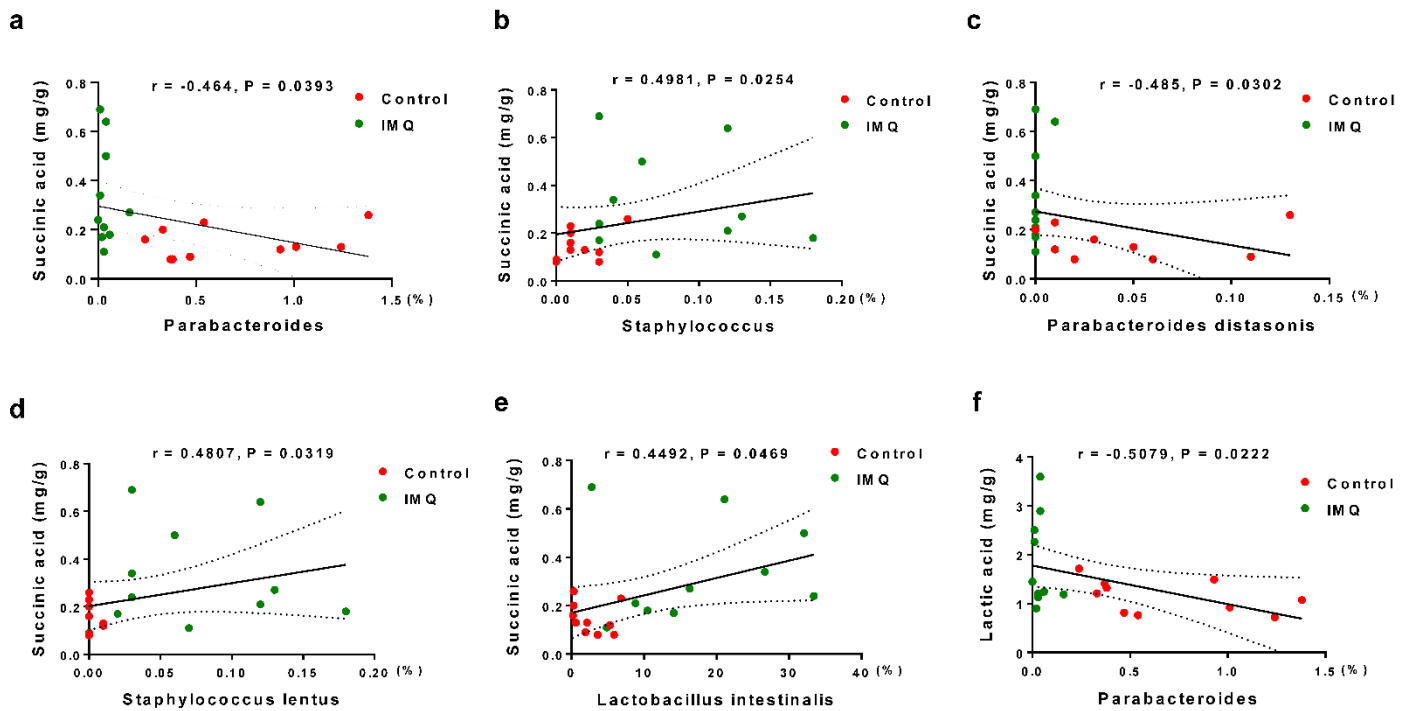 a
r = -0.464, P = 0.0393
Control
IMQ
Succinic acid (mg/g)
0.8
0.6
0.4
0.2
0.0
0.0 0.5 1.0 1.5 (%)
Parabacteroides
b
r = 0.4981, P = 0.0254
Control
IMQ
Succinic acid (mg/g)
0.8
0.6
0.4
0.2
0.0
0.00 0.05 0.10 0.15 0.20 (%)
Staphylococcus
c
r = -0.485, P = 0.0302
Control
IMQ
Succinic acid (mg/g)
0.8
0.6
0.4
0.2
0.0
0.00 0.05 0.10 0.15 (%)
Parabacteroides distasonis
d
r = 0.4807, P = 0.0319
Control
IMQ
Succinic acid (mg/g)
0.8
0.6
0.4
0.2
0.0
0.00 0.05 0.10 0.15 0.20 (%)
Staphylococcus lentus
e
r = 0.4492, P = 0.0469
Control
IMQ
Succinic acid (mg/g)
0.8
0.6
0.4
0.2
0.0
0 10 20 30 40 (%)
Lactobacillus intestinalis
f
r = -0.5079, P = 0.0222
Control
IMQ
Lactic acid (mg/g)
4
3
2
1
0
0.0 0.5 1.0 1.5 (%)
Parabacteroides